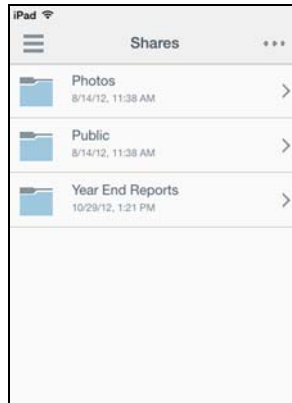 iPad
Shares
Photos
8/14/12, 11:38 AM
Public
8/14/12, 11:38 AM
Year End Reports
10/29/12, 1:21 PM